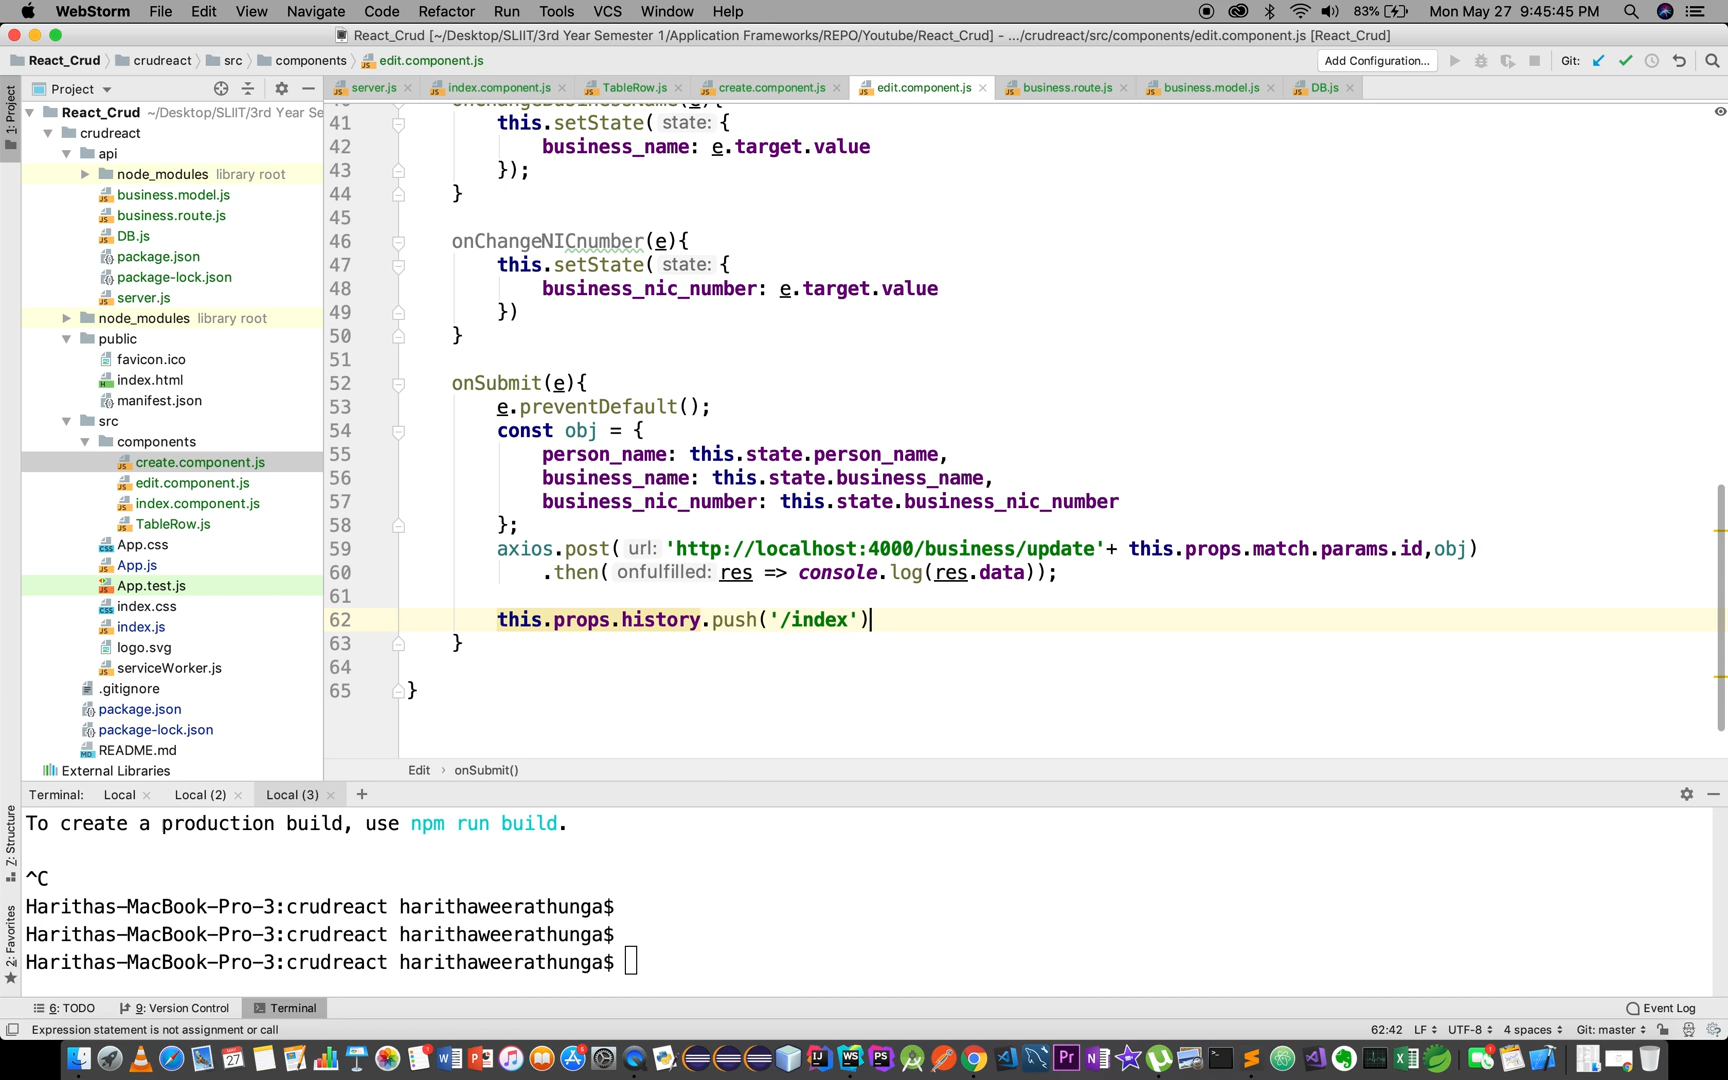 WebStorm File Edit View Navigate Code Refactor Run Tools VCS Window Help 83% Mon May 27 9:45:45 PM
React_Crud [~/Desktop/SLIIT/3rd Year Semester 1/Application Frameworks/REPO/Youtube/React_Crud] - .../crudreact/src/components/edit.component.js [React_Crud]
React_Crud crudreact src components edit.component.js Add Configuration... Git:
Project server.js index.component.js TableRow.js create.component.js edit.component.js business.route.js business.model.js DB.js
1: Project
React_Crud ~/Desktop/SLIIT/3rd Year Se
crudreact
api
node_modules library root
business.model.js
business.route.js
DB.js
package.json
package-lock.json
server.js
node_modules library root
public
favicon.ico
index.html
manifest.json
src
components
create.component.js
edit.component.js
index.component.js
TableRow.js
App.css
App.js
App.test.js
index.css
index.js
logo.svg
serviceWorker.js
.gitignore
package.json
package-lock.json
README.md
External Libraries
40 onChangeBusinessName(e){
41 this.setState( state: {
42 business_name: e.target.value
43 });
44 }
45
46 onChangeNICnumber(e){
47 this.setState( state: {
48 business_nic_number: e.target.value
49 })
50 }
51
52 onSubmit(e){
53 e.preventDefault();
54 const obj = {
55 person_name: this.state.person_name,
56 business_name: this.state.business_name,
57 business_nic_number: this.state.business_nic_number
58 };
59 axios.post( url: 'http://localhost:4000/business/update'+ this.props.match.params.id,obj)
60 .then( onfulfilled: res => console.log(res.data));
61
62 this.props.history.push('/index')
63 }
64
65 }
Edit › onSubmit()
Terminal: Local Local (2) Local (3) +
To create a production build, use npm run build.
^C
Harithas-MacBook-Pro-3:crudreact harithaweerathunga$
Harithas-MacBook-Pro-3:crudreact harithaweerathunga$
Harithas-MacBook-Pro-3:crudreact harithaweerathunga$
Z: Structure
2: Favorites
6: TODO 9: Version Control Terminal Event Log
Expression statement is not assignment or call 62:42 LF UTF-8 4 spaces Git: master